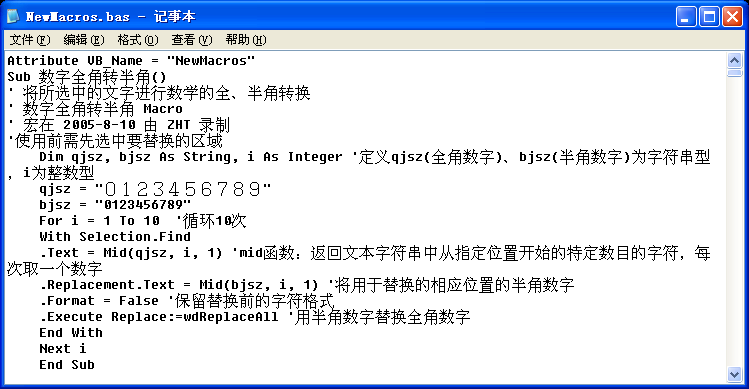 NewMacros.bas - 记事本
文件(F) 编辑(E) 格式(O) 查看(V) 帮助(H)
Attribute VB_Name = "NewMacros"
Sub 数字全角转半角()
' 将所选中的文字进行数学的全、半角转换
' 数字全角转半角 Macro
' 宏在 2005-8-10 由 ZHT 录制
'使用前需先选中要替换的区域
Dim qjsz, bjsz As String, i As Integer '定义qjsz(全角数字)、bjsz(半角数字)为字符串型
，i为整数型
qjsz = "０１２３４５６７８９"
bjsz = "0123456789"
For i = 1 To 10  '循环10次
With Selection.Find
.Text = Mid(qjsz, i, 1) 'mid函数：返回文本字符串中从指定位置开始的特定数目的字符，每
次取一个数字
.Replacement.Text = Mid(bjsz, i, 1) '将用于替换的相应位置的半角数字
.Format = False '保留替换前的字符格式
.Execute Replace:=wdReplaceAll '用半角数字替换全角数字
End With
Next i
End Sub